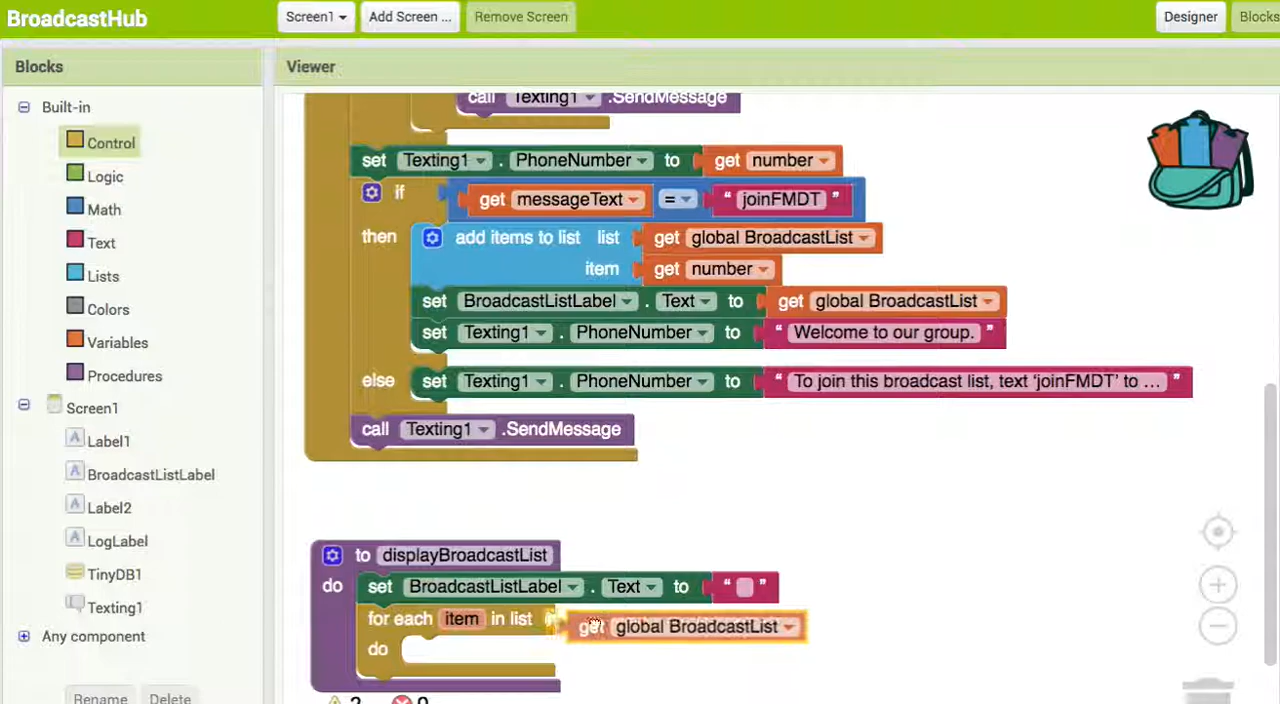 BroadcastHub Screen1 Add Screen ... Remove Screen Designer Blocks
Blocks Viewer
Built-in
Control
Logic
Math
Text
Lists
Colors
Variables
Procedures
Screen1
Label1
BroadcastListLabel
Label2
LogLabel
TinyDB1
Texting1
Any component
Rename Delete
call Texting1 .SendMessage
set Texting1 . PhoneNumber to get number
if get messageText = “ joinFMDT ”
then add items to list list get global BroadcastList
item get number
set BroadcastListLabel . Text to get global BroadcastList
set Texting1 . PhoneNumber to “ Welcome to our group. ”
else set Texting1 . PhoneNumber to “ To join this broadcast list, text 'joinFMDT' to ... ”
call Texting1 .SendMessage
to displayBroadcastList
do set BroadcastListLabel . Text to “ ”
for each item in list get global BroadcastList
do
2 0